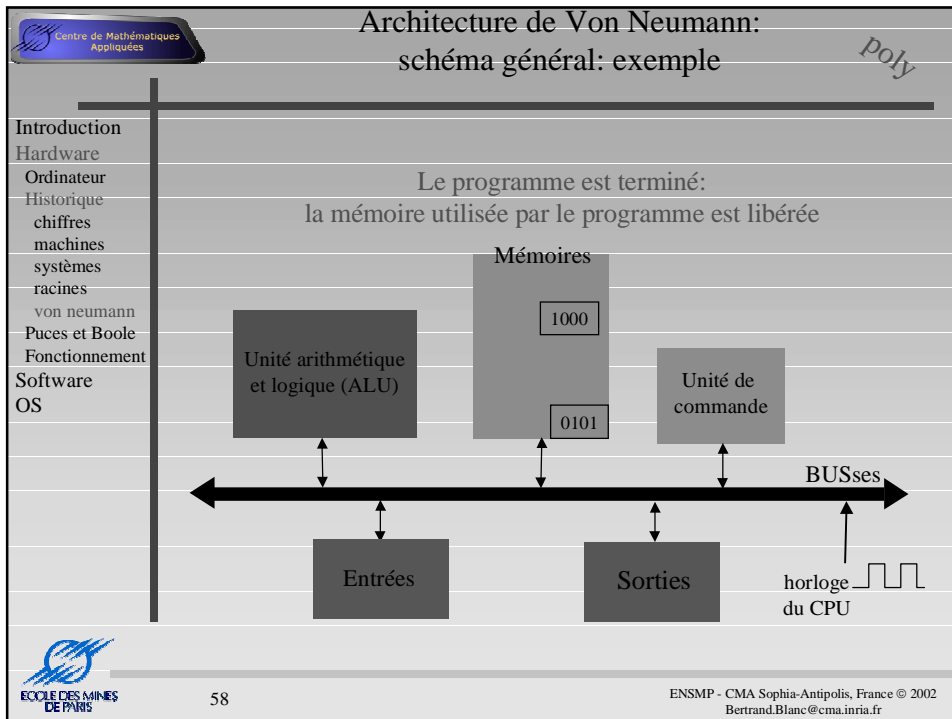 Centre de Mathématiques
Appliquées
Architecture de Von Neumann:
schéma général: exemple
poly
Introduction
Hardware
Ordinateur
Historique
chiffres
machines
systèmes
racines
von neumann
Puces et Boole
Fonctionnement
Software
OS
Le programme est terminé:
la mémoire utilisée par le programme est libérée
Mémoires
1000
0101
Unité arithmétique
et logique (ALU)
Unité de
commande
BUSses
Entrées
Sorties
horloge
du CPU
ECOLE DES MINES
DE PARIS
58
ENSMP - CMA Sophia-Antipolis, France © 2002
Bertrand.Blanc@cma.inria.fr